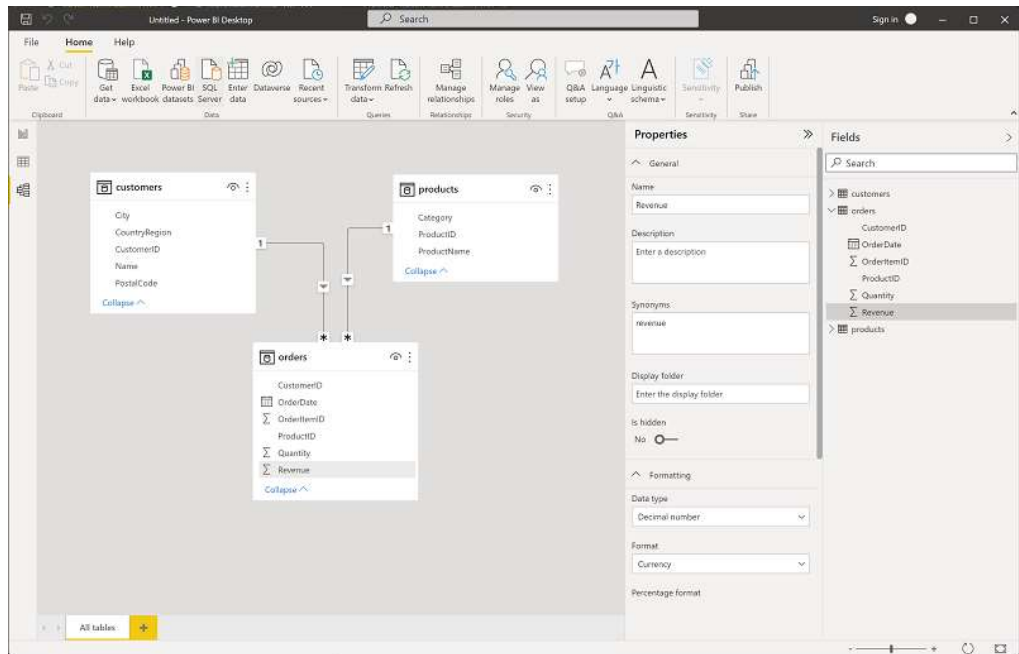 Untitled - Power BI Desktop
Search
Sign in
File Home Help
Paste
Cut
Copy
Get data
Excel workbook
Power BI datasets
SQL Server
Enter data
Dataverse
Recent sources
Transform data
Refresh
Manage relationships
Manage roles
View as
Q&A setup
Language
Linguistic schema
Sensitivity
Publish
Clipboard
Data
Queries
Relationships
Security
Q&A
Sensitivity
Share
customers
City
CountryRegion
CustomerID
Name
PostalCode
Collapse
1
products
Category
ProductID
ProductName
Collapse
1
*
*
orders
CustomerID
OrderDate
OrderItemID
ProductID
Quantity
Revenue
Collapse
Properties
General
Name
Revenue
Description
Enter a description
Synonyms
revenue
Display folder
Enter the display folder
Is hidden
No
Formatting
Data type
Decimal number
Format
Currency
Percentage format
Fields
Search
customers
orders
CustomerID
OrderDate
OrderItemID
ProductID
Quantity
Revenue
products
All tables